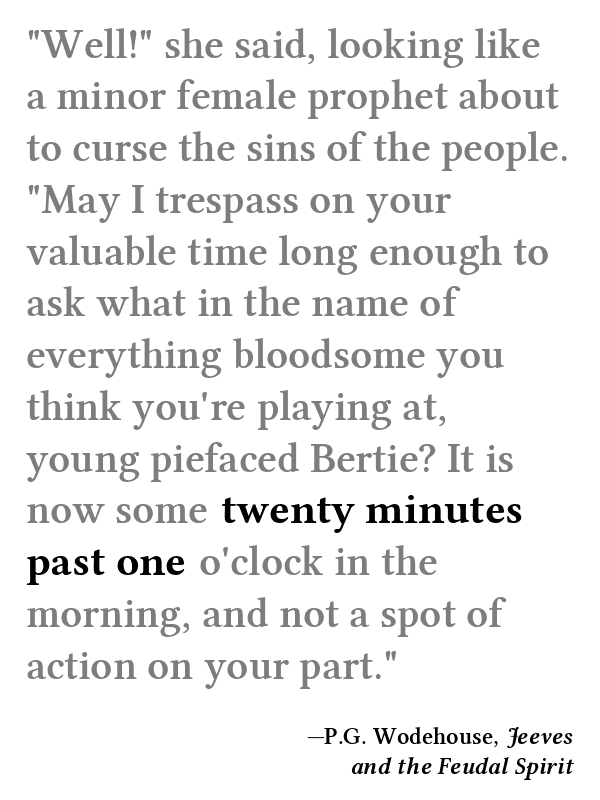 "Well!" she said, looking like
a minor female prophet about
to curse the sins of the people.
"May I trespass on your
valuable time long enough to
ask what in the name of
everything bloodsome you
think you're playing at,
young piefaced Bertie? It is
now some twenty minutes
past one o'clock in the
morning, and not a spot of
action on your part."
—P.G. Wodehouse, Jeeves
and the Feudal Spirit